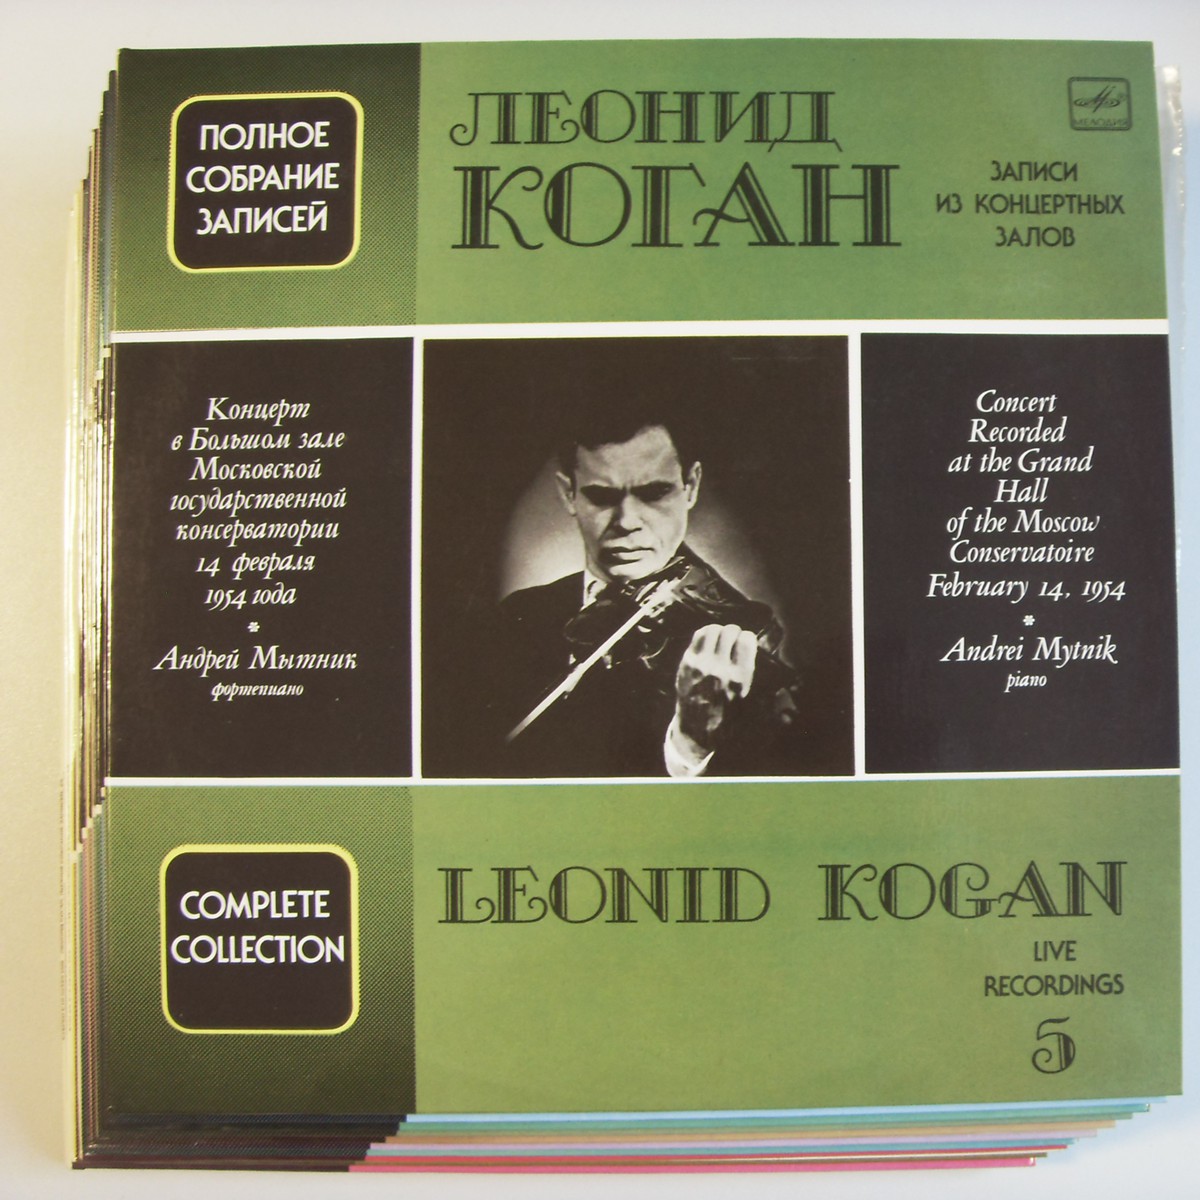 ПОЛНОЕ
СОБРАНИЕ
ЗАПИСЕЙ
ЛЕОНИД
КОГАН
МЕЛОДИЯ
ЗАПИСИ
ИЗ КОНЦЕРТНЫХ
ЗАЛОВ
Концерт
в Большом зале
Московской
государственной
консерватории
14 февраля
1954 года
*
Андрей Мытник
фортепиано
Concert
Recorded
at the Grand
Hall
of the Moscow
Conservatoire
February 14, 1954
*
Andrei Mytnik
piano
COMPLETE
COLLECTION
LEONID KOGAN
LIVE
RECORDINGS
5